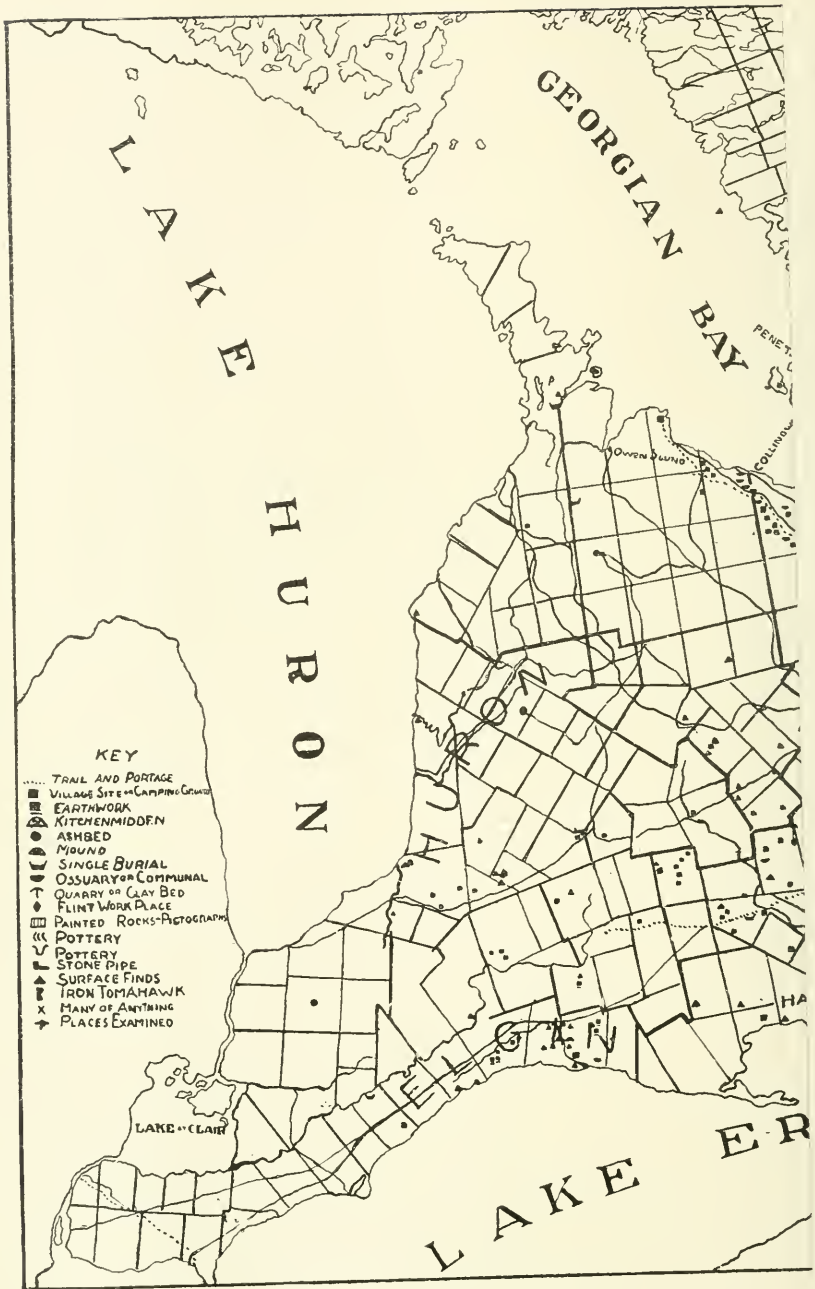 LAKE HURON
GEORGIAN BAY
PENET
COLLING
OWEN SOUND
HURON
KEY
TRAIL AND PORTAGE
VILLAGE SITE OR CAMPING GROUND
EARTHWORK
KITCHENMIDDEN
ASHBED
MOUND
SINGLE BURIAL
OSSUARY OR COMMUNAL
QUARRY OR CLAY BED
FLINT WORK PLACE
PAINTED ROCKS-PICTOGRAPHS
POTTERY
POTTERY
STONE PIPE
SURFACE FINDS
IRON TOMAHAWK
X MANY OF ANYTHING
PLACES EXAMINED
HA
LAKE ST CLAIR
LAKE ER